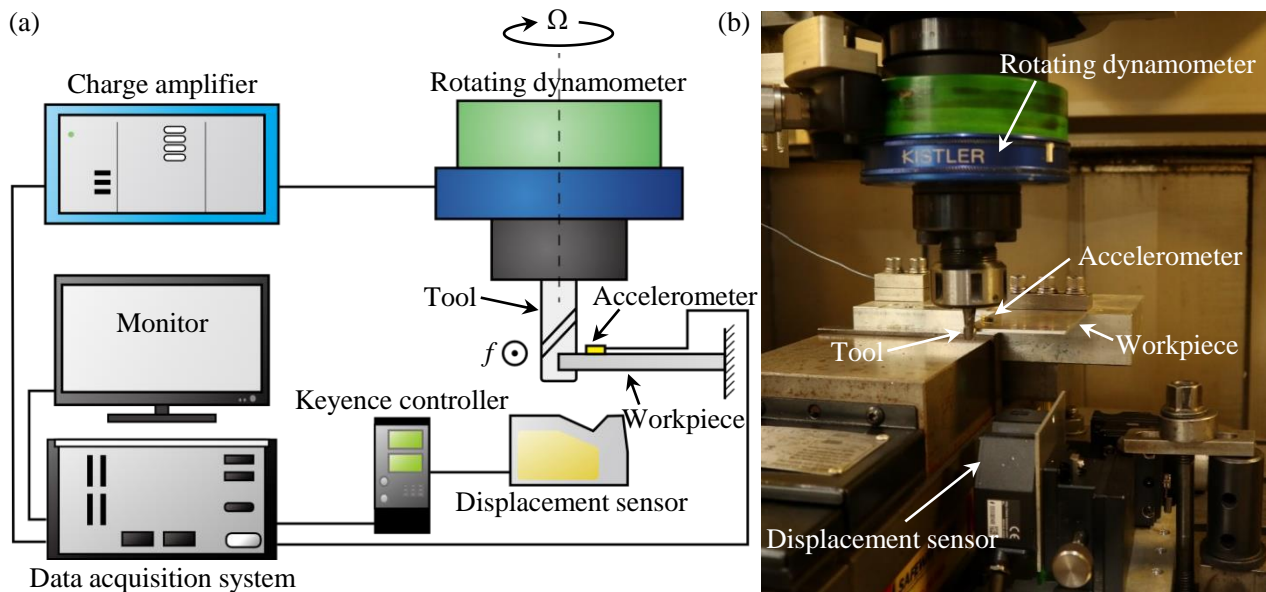 (a)
Ω
Charge amplifier
Rotating dynamometer
Tool
Accelerometer
Monitor
f
Keyence controller
Workpiece
Displacement sensor
Data acquisition system
(b)
Rotating dynamometer
KISTLER
Accelerometer
Tool
Workpiece
Displacement sensor